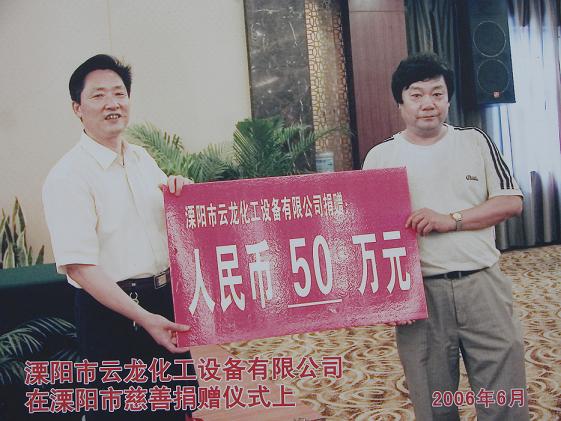 溧阳市云龙化工设备有限公司捐赠
人民币 50 万元
溧阳市云龙化工设备有限公司
在溧阳市慈善捐赠仪式上
2006年6月